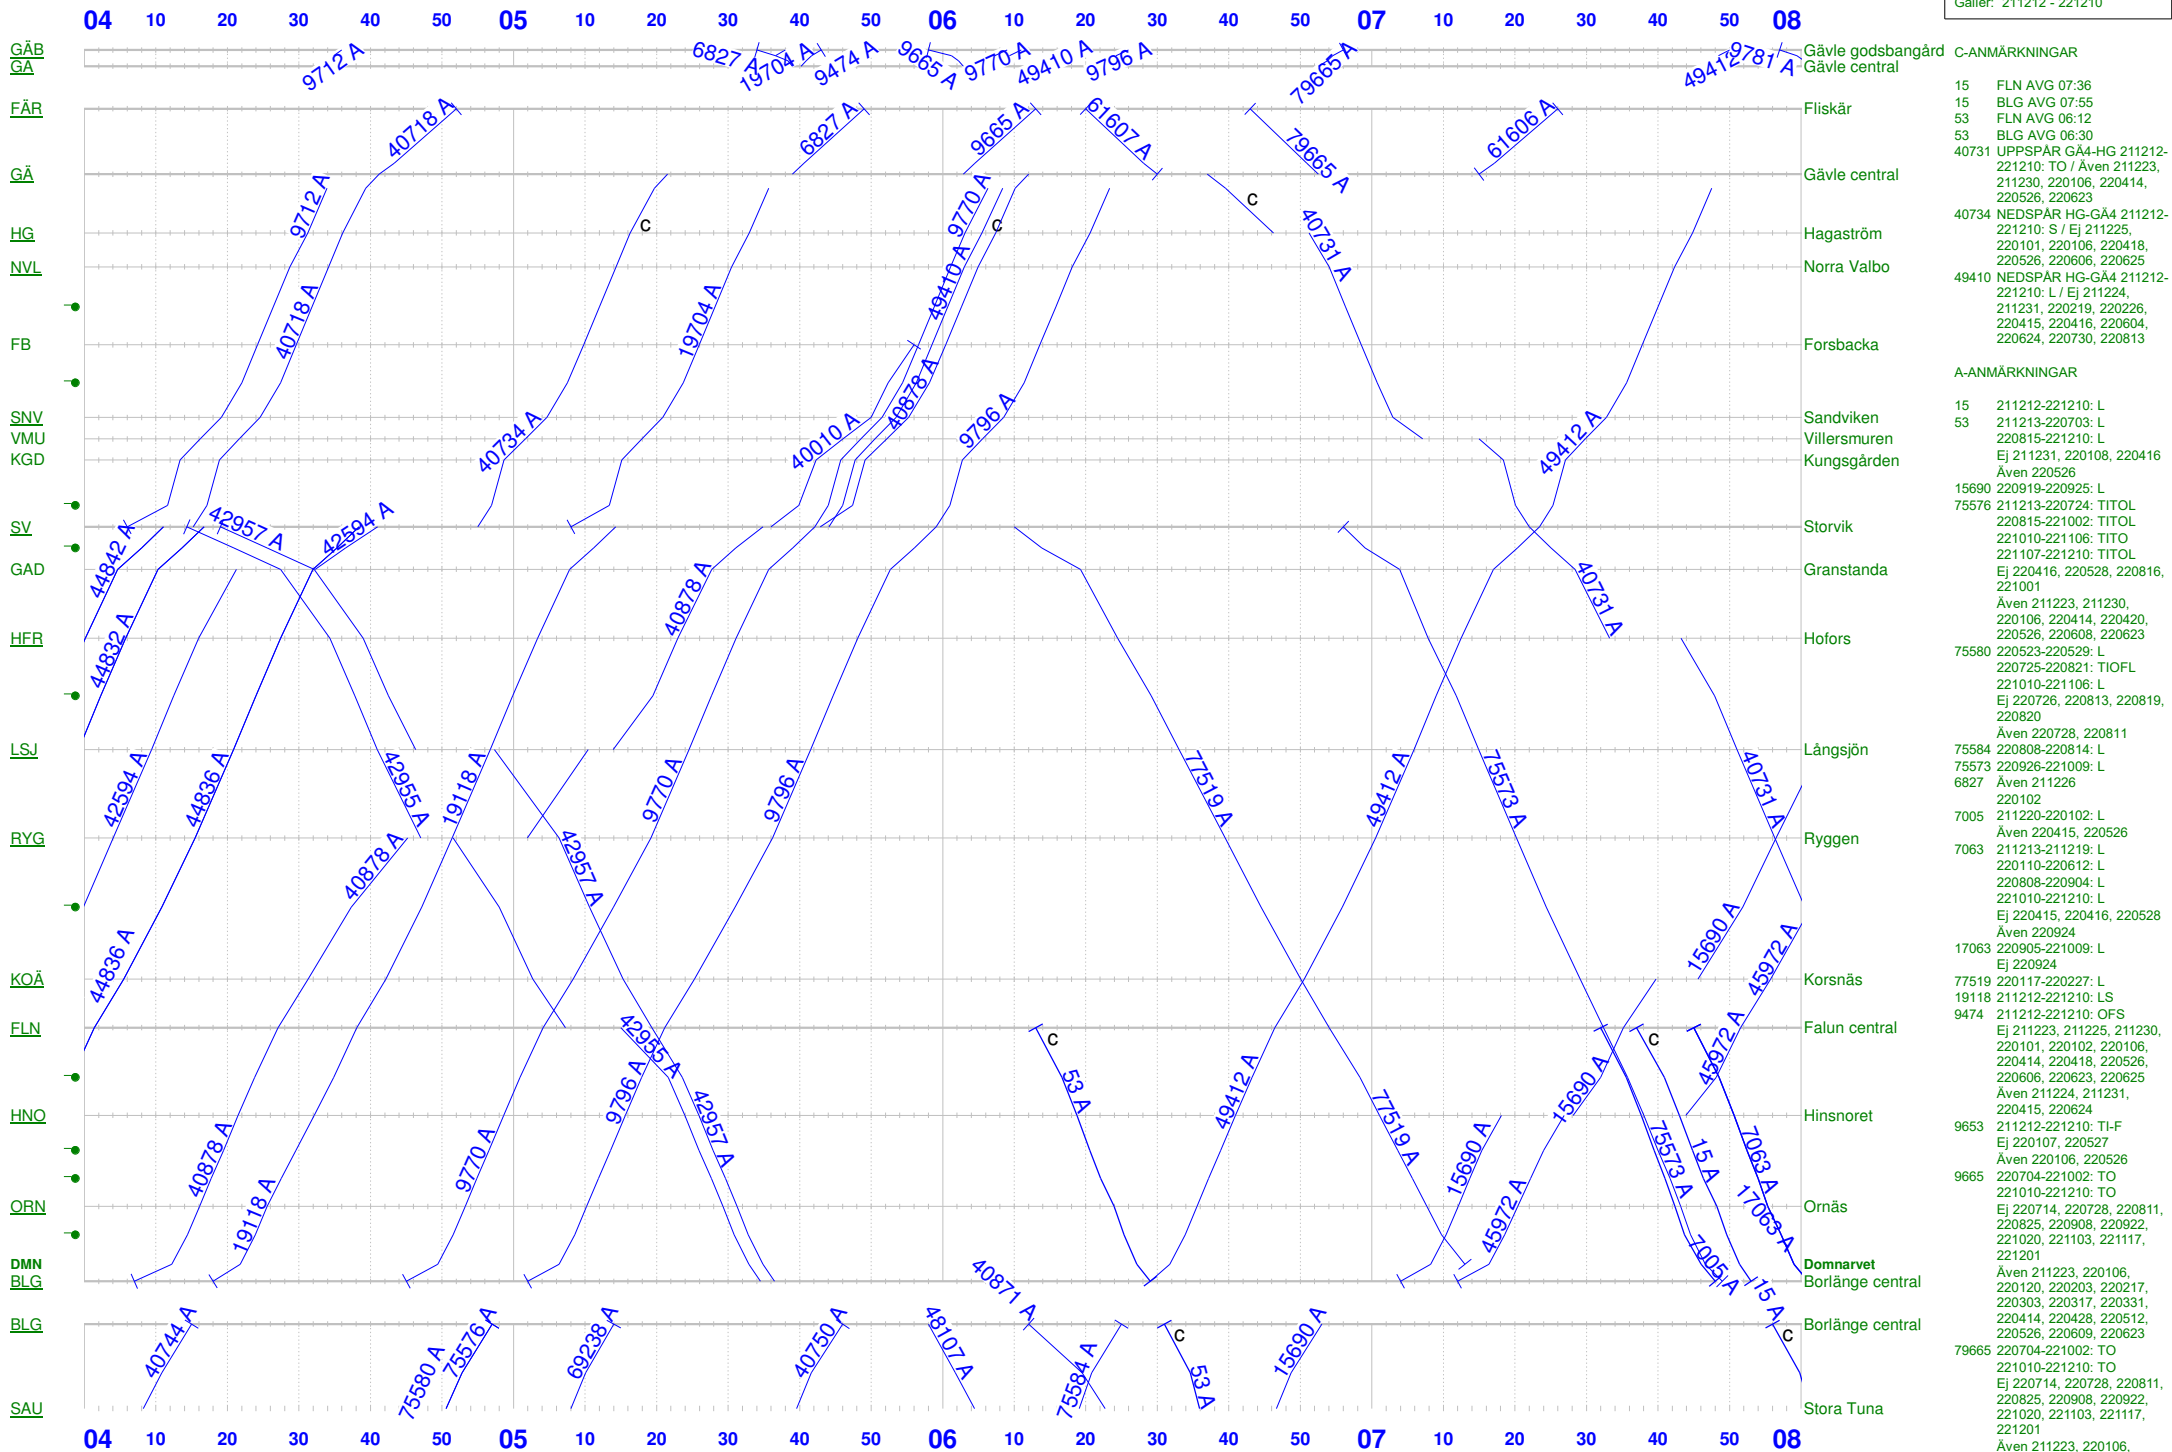 Gäller: 211212 - 221210
04 10 20 30 40 50 05 10 20 30 40 50 06 10 20 30 40 50 07 10 20 30 40 50 08
GÄB 9712 A 6827 A 19704 A 9474 A 9665 A 9770 A 49410 A 9796 A 79665 A 49412 9781 A Gävle godsbangård
GA Gävle central
FÄR 40718 A 6827 A 9665 A 61607 A 79665 A 61606 A Fliskär
GÄ 9712 A 9770 A Gävle central
C C C
HG 40731 A Hagaström
NVL 40718 A 19704 A 49410 A Norra Valbo
FB 40878 A Forsbacka
SNV 40734 A 40010 A 9796 A 49412 A Sandviken
VMU Villersmuren
KGD Kungsgården
SV 44842 A 42957 A 42594 A Storvik
GAD 40878 A 40731 A Granstanda
HFR 44832 A Hofors
LSJ 42594 A 44836 A 42955 A 19118 A 9770 A 9796 A 77519 A 49412 A 75573 A 40731 A Långsjön
RYG 40878 A 42957 A Ryggen
KOÄ 44836 A 15690 A 45972 A Korsnäs
FLN 42955 A C C Falun central
9796 A 42957 A 53 A 49412 A 15690 A 45972 A
HNO 77519 A Hinsnoret
40878 A 9770 A 15690 A 75573 A 15 A 7063 A
ORN 19118 A 45972 A 17063 A Ornäs
DMN 40871 A 7005 A Domnarvet
BLG 15 A Borlänge central
BLG 40744 A 75580 A 75576 A 69238 A 40750 A 48107 A 75584 A C 53 A 15690 A C Borlänge central
SAU Stora Tuna
04 10 20 30 40 50 05 10 20 30 40 50 06 10 20 30 40 50 07 10 20 30 40 50 08
C-ANMÄRKNINGAR
15 FLN AVG 07:36
15 BLG AVG 07:55
53 FLN AVG 06:12
53 BLG AVG 06:30
40731 UPPSPÅR GÄ4-HG 211212-
221210: TO / Även 211223,
211230, 220106, 220414,
220526, 220623
40734 NEDSPÅR HG-GÄ4 211212-
221210: S / Ej 211225,
220101, 220106, 220418,
220526, 220606, 220625
49410 NEDSPÅR HG-GÄ4 211212-
221210: L / Ej 211224,
211231, 220219, 220226,
220415, 220416, 220604,
220624, 220730, 220813
A-ANMÄRKNINGAR
15 211212-221210: L
53 211213-220703: L
220815-221210: L
Ej 211231, 220108, 220416
Även 220526
15690 220919-220925: L
75576 211213-220724: TITOL
220815-221002: TITOL
221010-221106: TITO
221107-221210: TITOL
Ej 220416, 220528, 220816,
221001
Även 211223, 211230,
220106, 220414, 220420,
220526, 220608, 220623
75580 220523-220529: L
220725-220821: TIOFL
221010-221106: L
Ej 220726, 220813, 220819,
220820
Även 220728, 220811
75584 220808-220814: L
75573 220926-221009: L
6827 Även 211226
220102
7005 211220-220102: L
Även 220415, 220526
7063 211213-211219: L
220110-220612: L
220808-220904: L
221010-221210: L
Ej 220415, 220416, 220528
Även 220924
17063 220905-221009: L
Ej 220924
77519 220117-220227: L
19118 211212-221210: LS
9474 211212-221210: OFS
Ej 211223, 211225, 211230,
220101, 220102, 220106,
220414, 220418, 220526,
220606, 220623, 220625
Även 211224, 211231,
220415, 220624
9653 211212-221210: TI-F
Ej 220107, 220527
Även 220106, 220526
9665 220704-221002: TO
221010-221210: TO
Ej 220714, 220728, 220811,
220825, 220908, 220922,
221020, 221103, 221117,
221201
Även 211223, 220106,
220120, 220203, 220217,
220303, 220317, 220331,
220414, 220428, 220512,
220526, 220609, 220623
79665 220704-221002: TO
221010-221210: TO
Ej 220714, 220728, 220811,
220825, 220908, 220922,
221020, 221103, 221117,
221201
Även 211223, 220106,